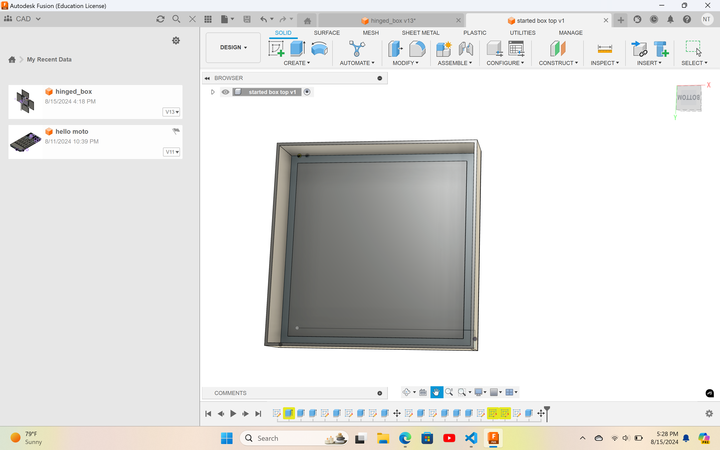 Autodesk Fusion (Education License)
CAD
hinged_box v13*
started box top v1
NT
My Recent Data
hinged_box
8/15/2024 4:18 PM
V13
hello moto
8/11/2024 10:39 PM
V11
DESIGN
SOLID
SURFACE
MESH
SHEET METAL
PLASTIC
UTILITIES
MANAGE
CREATE
AUTOMATE
MODIFY
ASSEMBLE
CONFIGURE
CONSTRUCT
INSPECT
INSERT
SELECT
BROWSER
started box top v1
BOTTOM
X
Y
COMMENTS
79°F
Sunny
Search
5:28 PM
8/15/2024